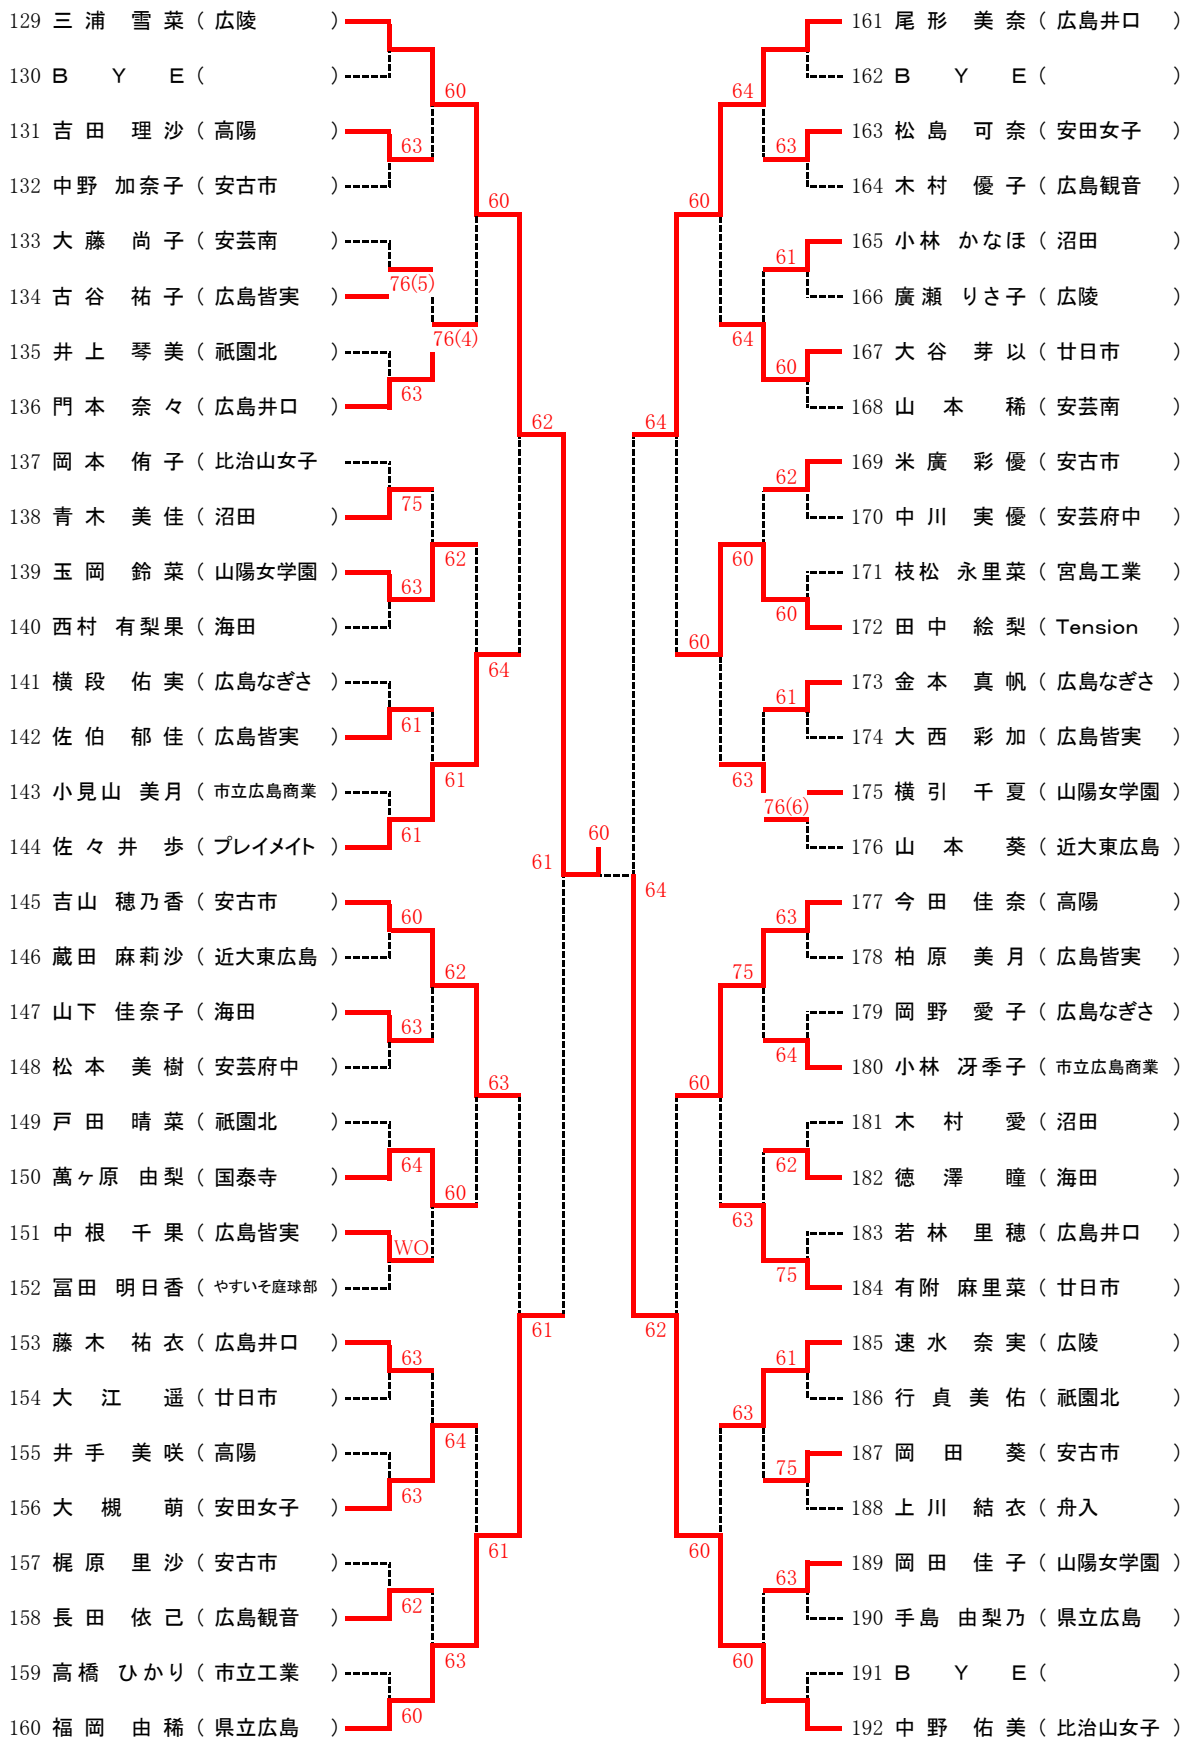 129 三 浦 雪 菜 ( 広陵 )
130 B Y E ( )
60
131 吉 田 理 沙 ( 高陽 )
63
132 中野 加奈子 ( 安古市 )
60
133 大 藤 尚 子 ( 安芸南 )
76(5)
134 古 谷 祐 子 ( 広島皆実 )
76(4)
135 井 上 琴 美 ( 祇園北 )
63
136 門 本 奈 々 ( 広島井口 )
62
137 岡 本 侑 子 ( 比治山女子
75
138 青 木 美 佳 ( 沼田 )
62
139 玉 岡 鈴 菜 ( 山陽女学園 )
63
140 西村 有梨果 ( 海田 )
64
141 横 段 佑 実 ( 広島なぎさ )
61
142 佐 伯 郁 佳 ( 広島皆実 )
61
143 小見山 美月 ( 市立広島商業 )
61
144 佐 々 井 歩 ( プレイメイト )
61
60
145 吉山 穂乃香 ( 安古市 )
60
146 蔵田 麻莉沙 ( 近大東広島 )
62
147 山下 佳奈子 ( 海田 )
63
148 松 本 美 樹 ( 安芸府中 )
63
149 戸 田 晴 菜 ( 祇園北 )
64
150 萬ヶ原 由梨 ( 国泰寺 )
60
151 中 根 千 果 ( 広島皆実 )
WO
152 冨田 明日香 ( やすいそ庭球部 )
61
153 藤 木 祐 衣 ( 広島井口 )
63
154 大 江 遥 ( 廿日市 )
64
155 井 手 美 咲 ( 高陽 )
63
156 大 槻 萌 ( 安田女子 )
61
157 梶 原 里 沙 ( 安古市 )
62
158 長 田 依 己 ( 広島観音 )
63
159 高橋 ひかり ( 市立工業 )
60
160 福 岡 由 稀 ( 県立広島 )
161 尾 形 美 奈 ( 広島井口 )
162 B Y E ( )
64
163 松 島 可 奈 ( 安田女子 )
63
164 木 村 優 子 ( 広島観音 )
60
165 小林 かなほ ( 沼田 )
61
166 廣瀬 りさ子 ( 広陵 )
64
167 大 谷 芽 以 ( 廿日市 )
60
168 山 本 稀 ( 安芸南 )
64
169 米 廣 彩 優 ( 安古市 )
62
170 中 川 実 優 ( 安芸府中 )
60
171 枝松 永里菜 ( 宮島工業 )
60
172 田 中 絵 梨 ( Tension )
60
173 金 本 真 帆 ( 広島なぎさ )
61
174 大 西 彩 加 ( 広島皆実 )
63
175 横 引 千 夏 ( 山陽女学園 )
76(6)
176 山 本 葵 ( 近大東広島 )
64
177 今 田 佳 奈 ( 高陽 )
63
178 柏 原 美 月 ( 広島皆実 )
75
179 岡 野 愛 子 ( 広島なぎさ )
64
180 小林 冴季子 ( 市立広島商業 )
60
181 木 村 愛 ( 沼田 )
62
182 徳 澤 瞳 ( 海田 )
63
183 若 林 里 穂 ( 広島井口 )
75
184 有附 麻里菜 ( 廿日市 )
62
185 速 水 奈 実 ( 広陵 )
61
186 行 貞 美 佑 ( 祇園北 )
63
187 岡 田 葵 ( 安古市 )
75
188 上 川 結 衣 ( 舟入 )
60
189 岡 田 佳 子 ( 山陽女学園 )
63
190 手島 由梨乃 ( 県立広島 )
60
191 B Y E ( )
192 中 野 佑 美 ( 比治山女子 )